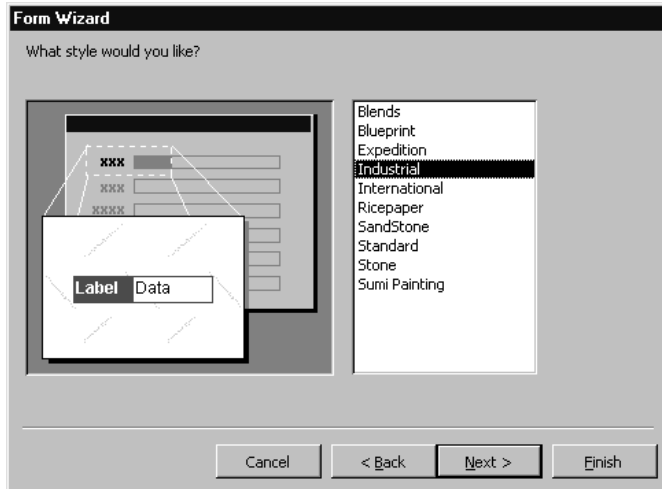 Form Wizard
What style would you like?
xxx
xxx
xxxx
Label Data
Blends
Blueprint
Expedition
Industrial
International
Ricepaper
SandStone
Standard
Stone
Sumi Painting
Cancel
< Back
Next >
Finish